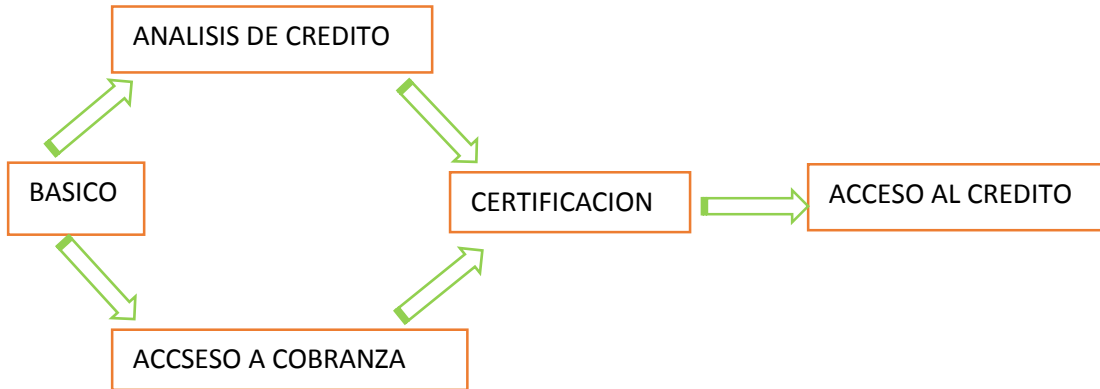 ANALISIS DE CREDITO
BASICO
CERTIFICACION
ACCESO AL CREDITO
ACCSESO A COBRANZA